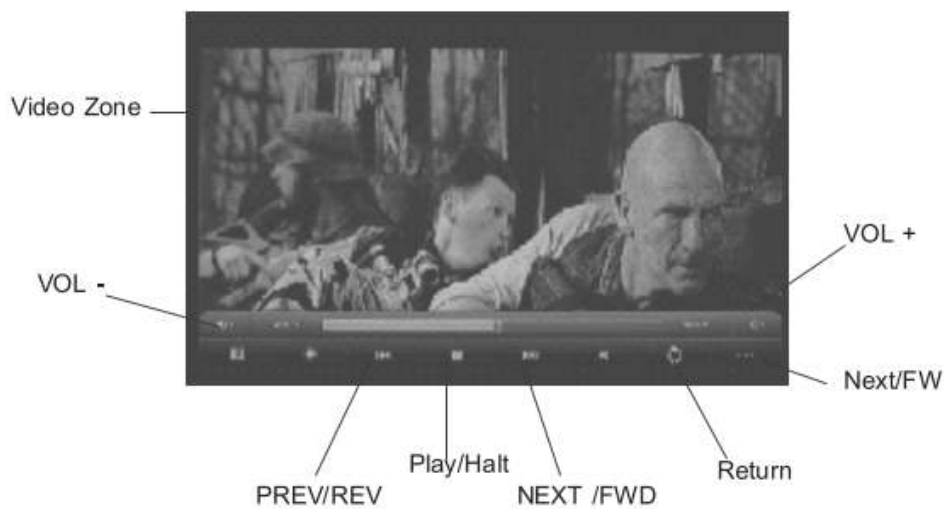 Video Zone
VOL +
VOL -
Next/FW
Play/Halt
Return
PREV/REV
NEXT /FWD